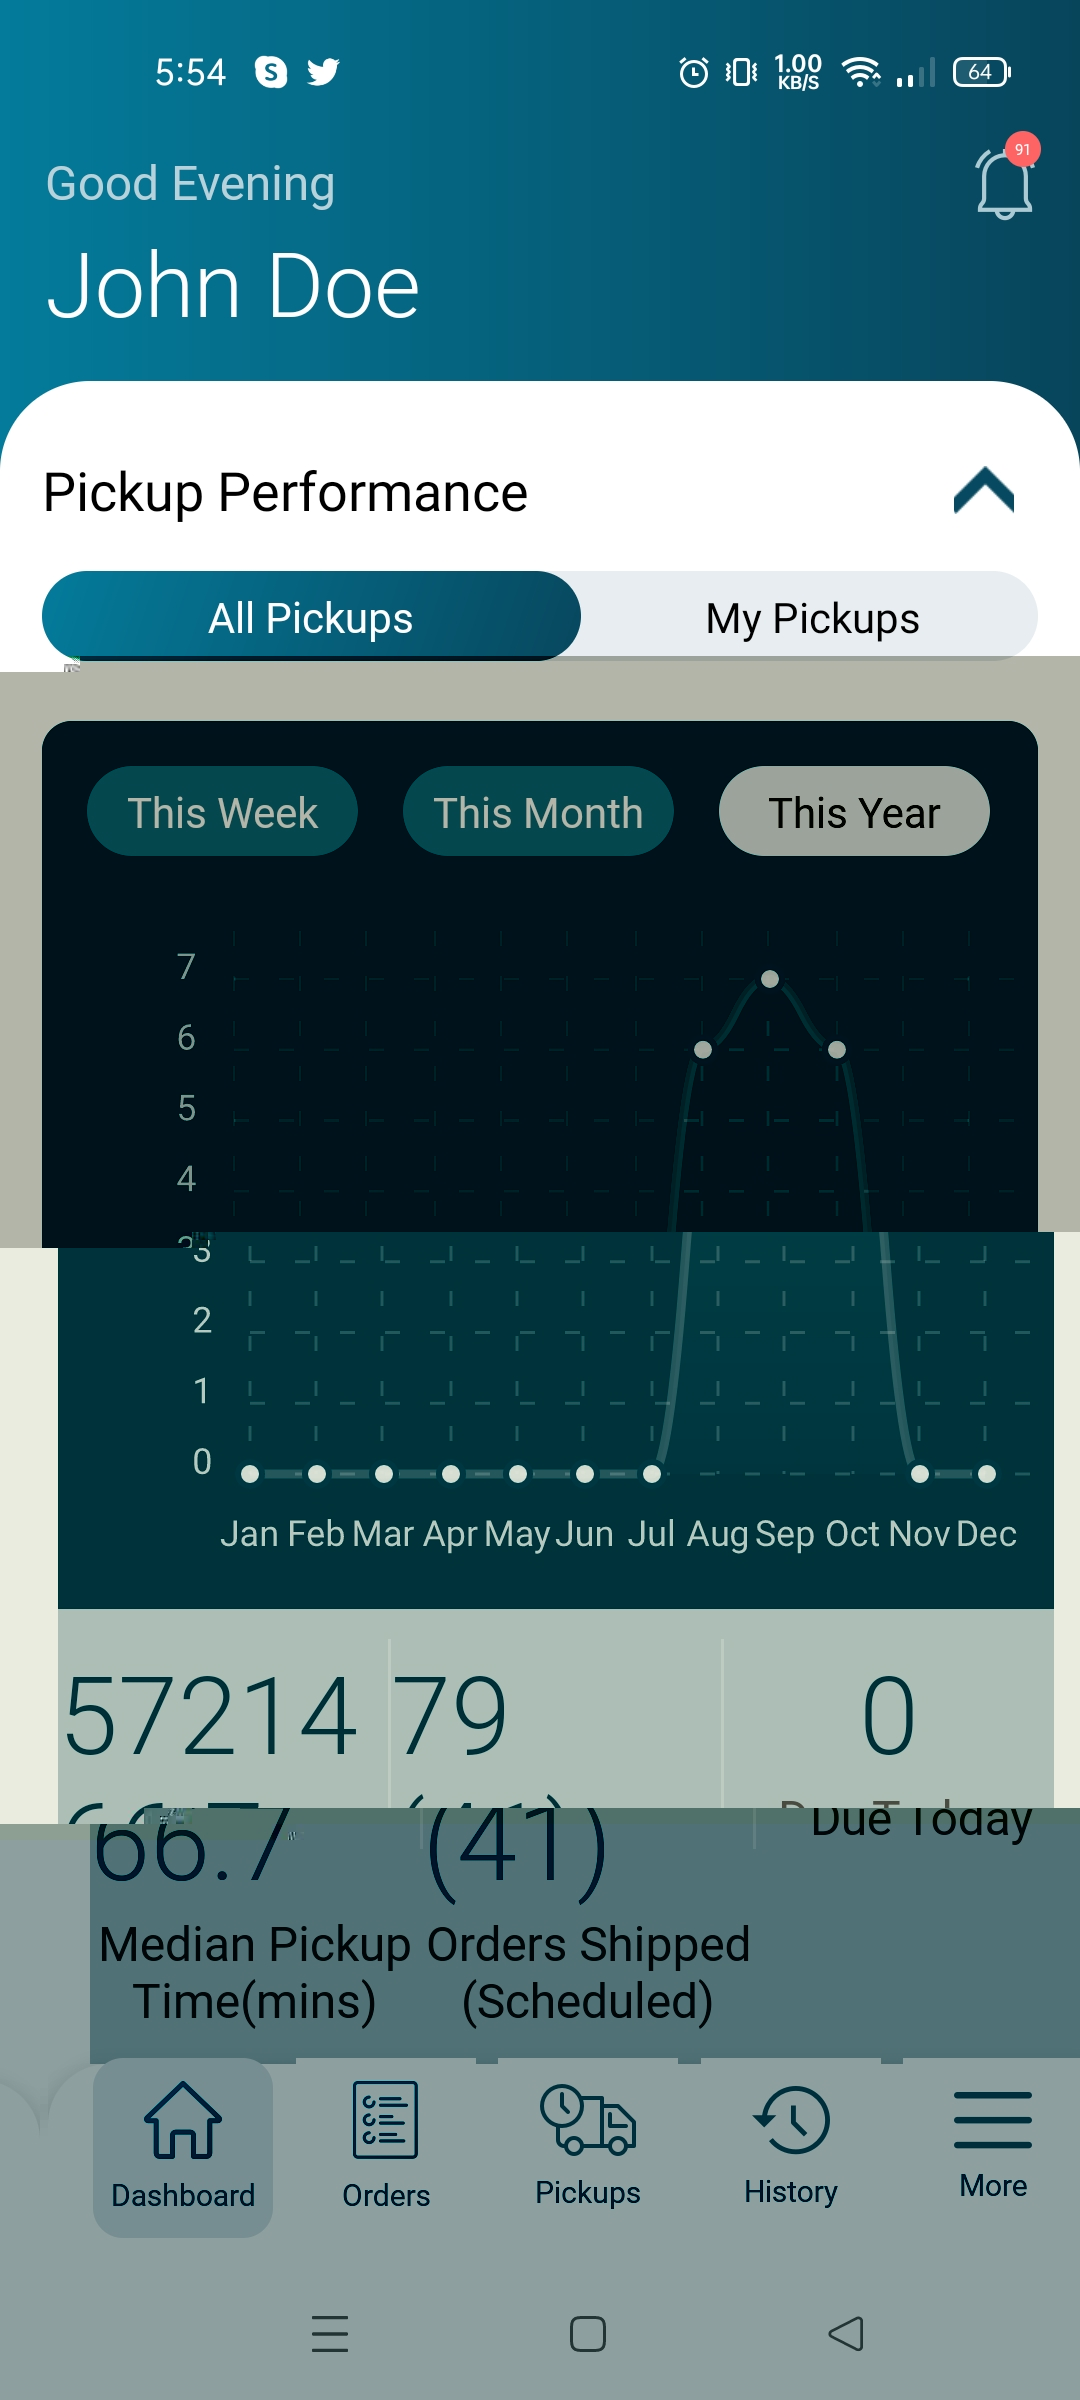 5:54 1.00 KB/S 64
91
Good Evening
John Doe
Pickup Performance
All Pickups My Pickups
This Week This Month This Year
7
6
5
4
3
2
1
0
Jan Feb Mar Apr May Jun Jul Aug Sep Oct Nov Dec
57214 79 0
66.7 (41) Due Today
Median Pickup Orders Shipped
Time(mins) (Scheduled)
Dashboard Orders Pickups History More